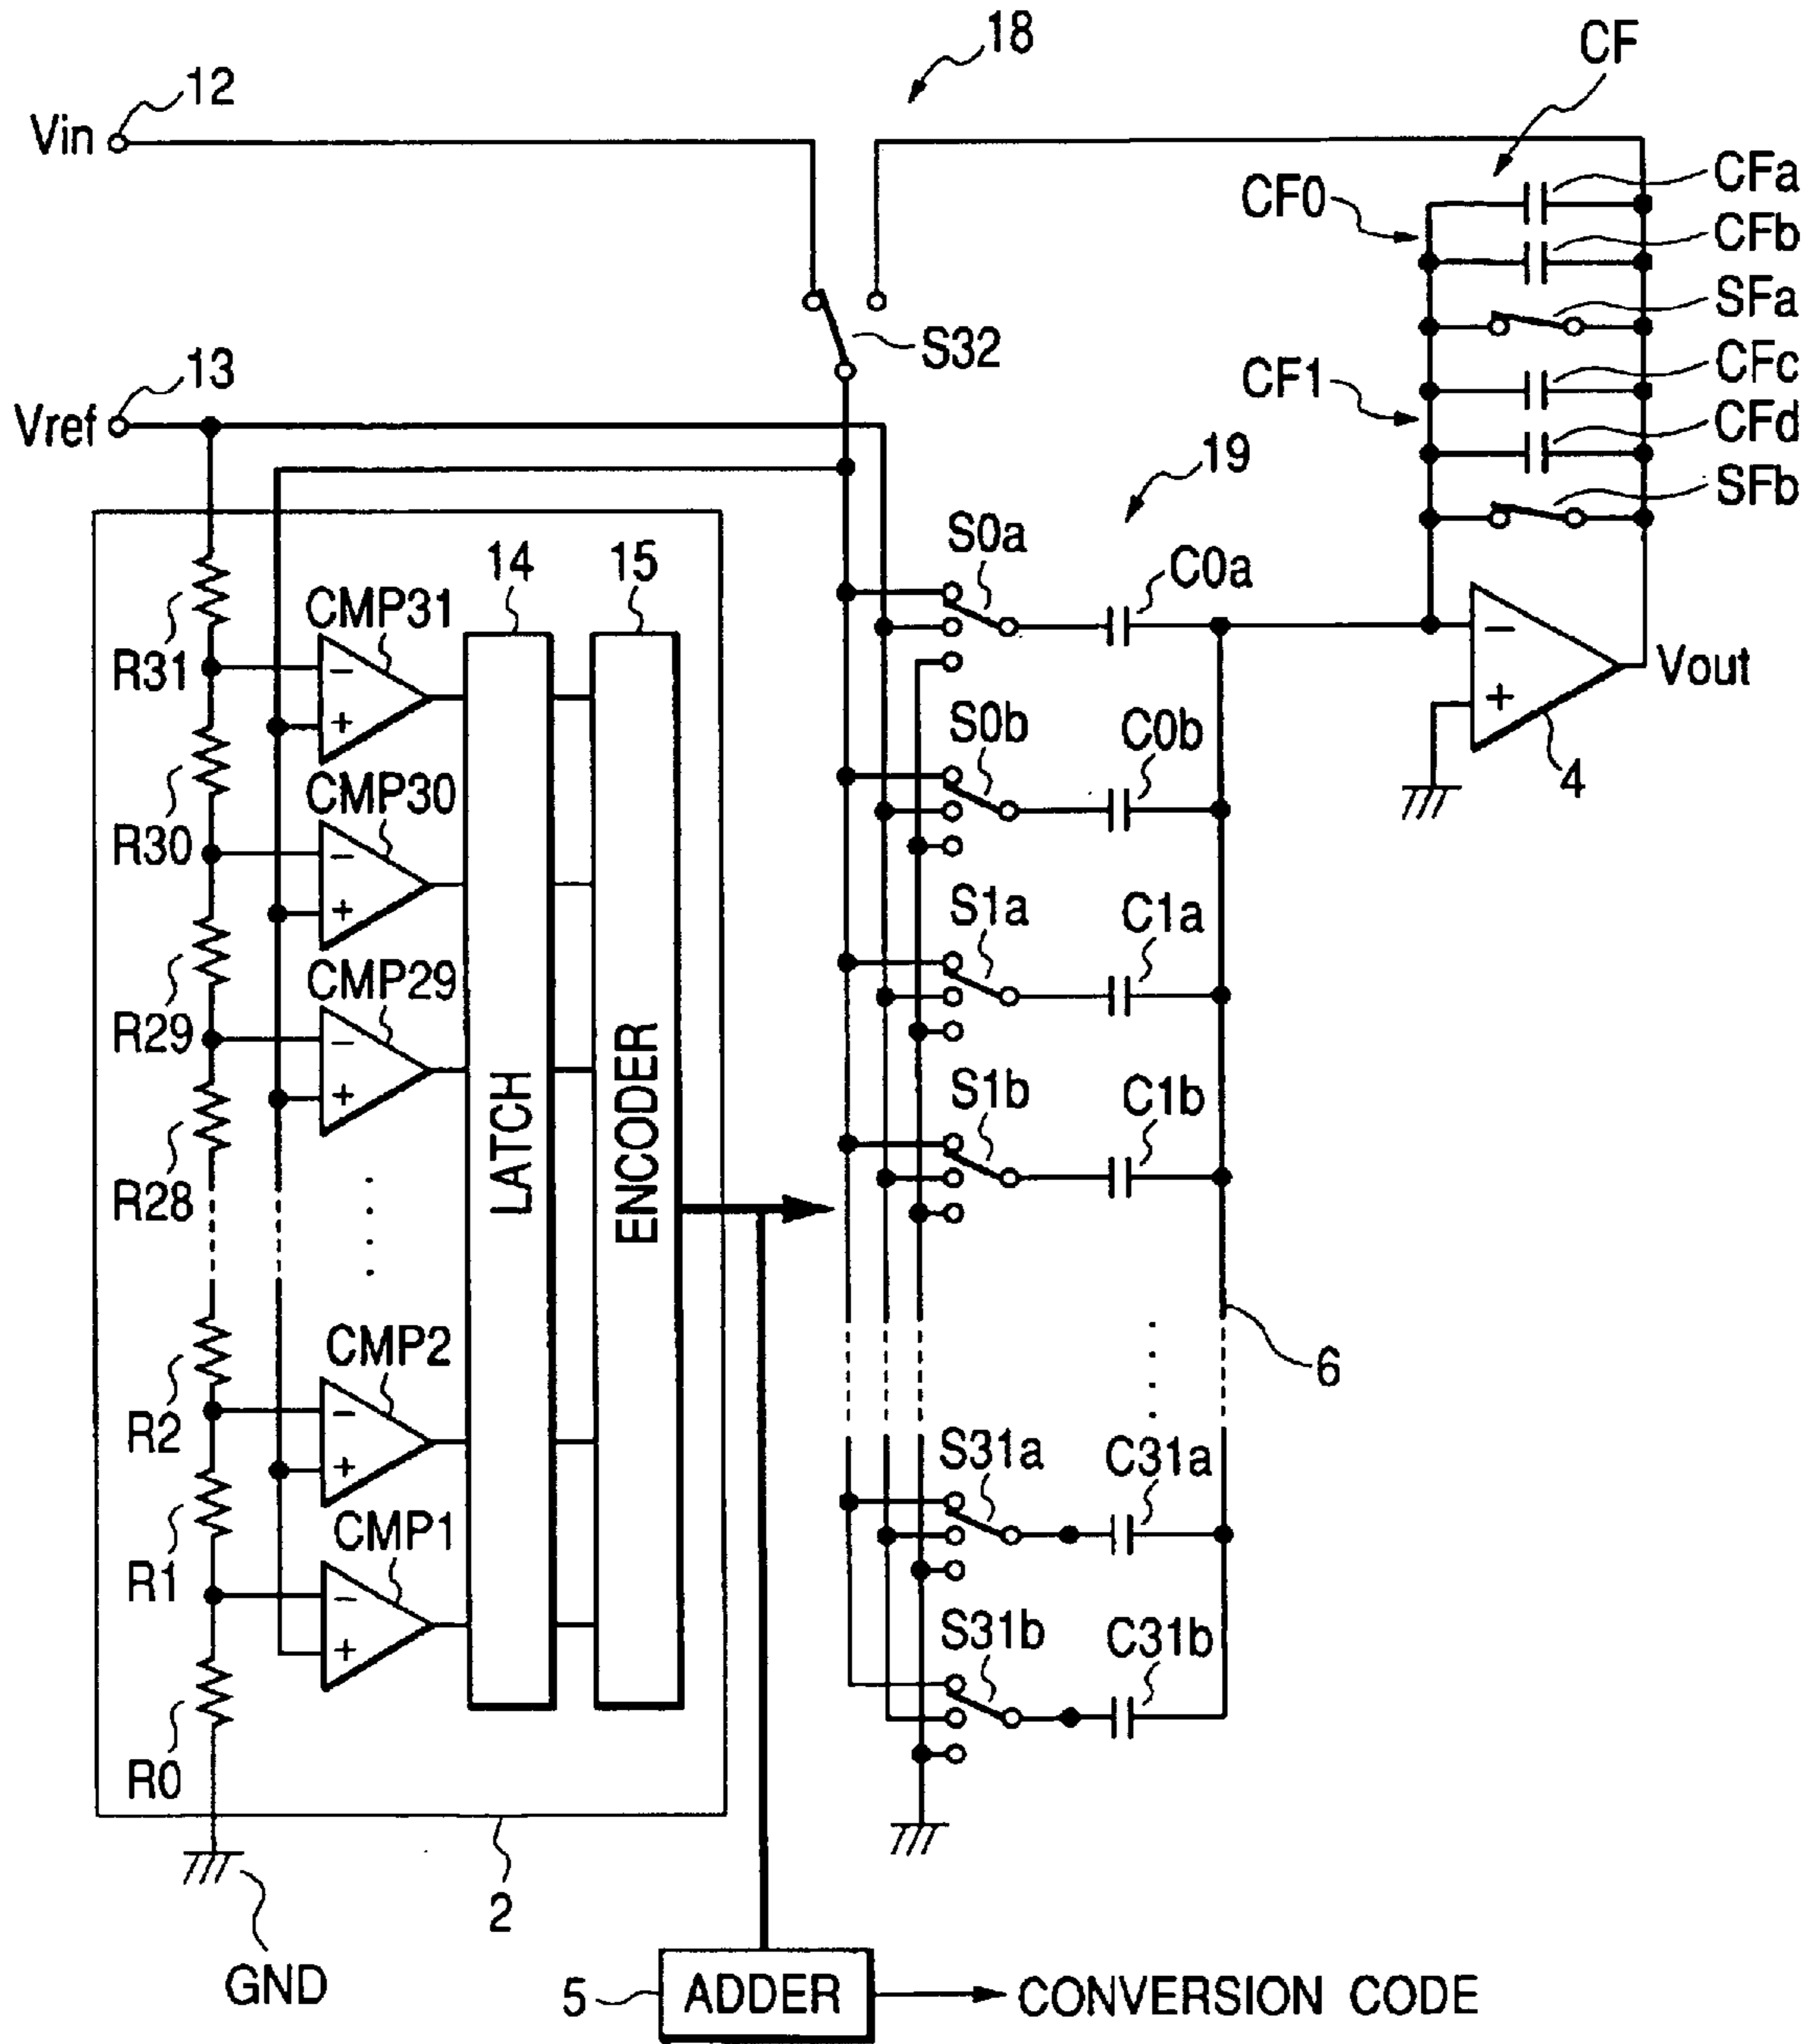 18
CF
12
Vin
CFa
CF0
CFb
SFa
S32
CFc
13
CF1
Vref
CFd
19
SFb
S0a
C0a
14
15
CMP31
−
R31
−
+
Vout
+
S0b
C0b
4
CMP30
−
R30
+
S1a
C1a
CMP29
−
R29
+
LATCH
ENCODER
S1b
C1b
R28
CMP2
−
6
R2
+
S31a
C31a
CMP1
−
R1
+
S31b
C31b
R0
2
GND
5
ADDER
CONVERSION CODE